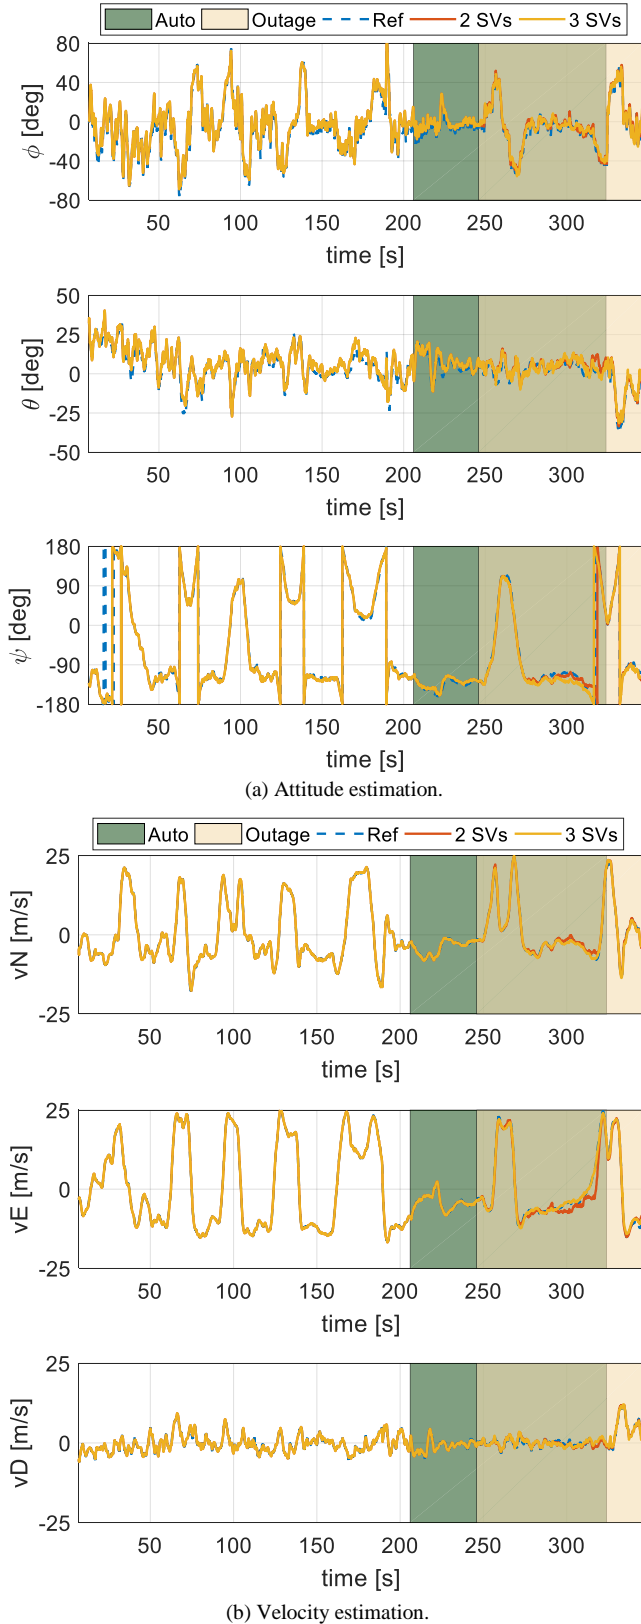 Auto Outage Ref 2 SVs 3 SVs
80
40
0
-40
-80
ϕ [deg]
50 100 150 200 250 300
time [s]
50
25
0
-25
-50
θ [deg]
50 100 150 200 250 300
time [s]
180
90
0
-90
-180
ψ [deg]
50 100 150 200 250 300
time [s]
(a) Attitude estimation.
Auto Outage Ref 2 SVs 3 SVs
25
0
-25
vN [m/s]
50 100 150 200 250 300
time [s]
25
0
-25
vE [m/s]
50 100 150 200 250 300
time [s]
25
0
-25
vD [m/s]
50 100 150 200 250 300
time [s]
(b) Velocity estimation.